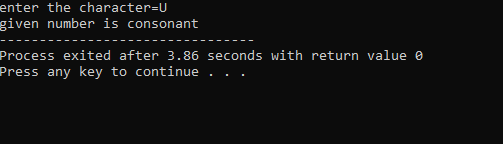 enter the character=U
given number is consonant
--------------------------------
Process exited after 3.86 seconds with return value 0
Press any key to continue . . .